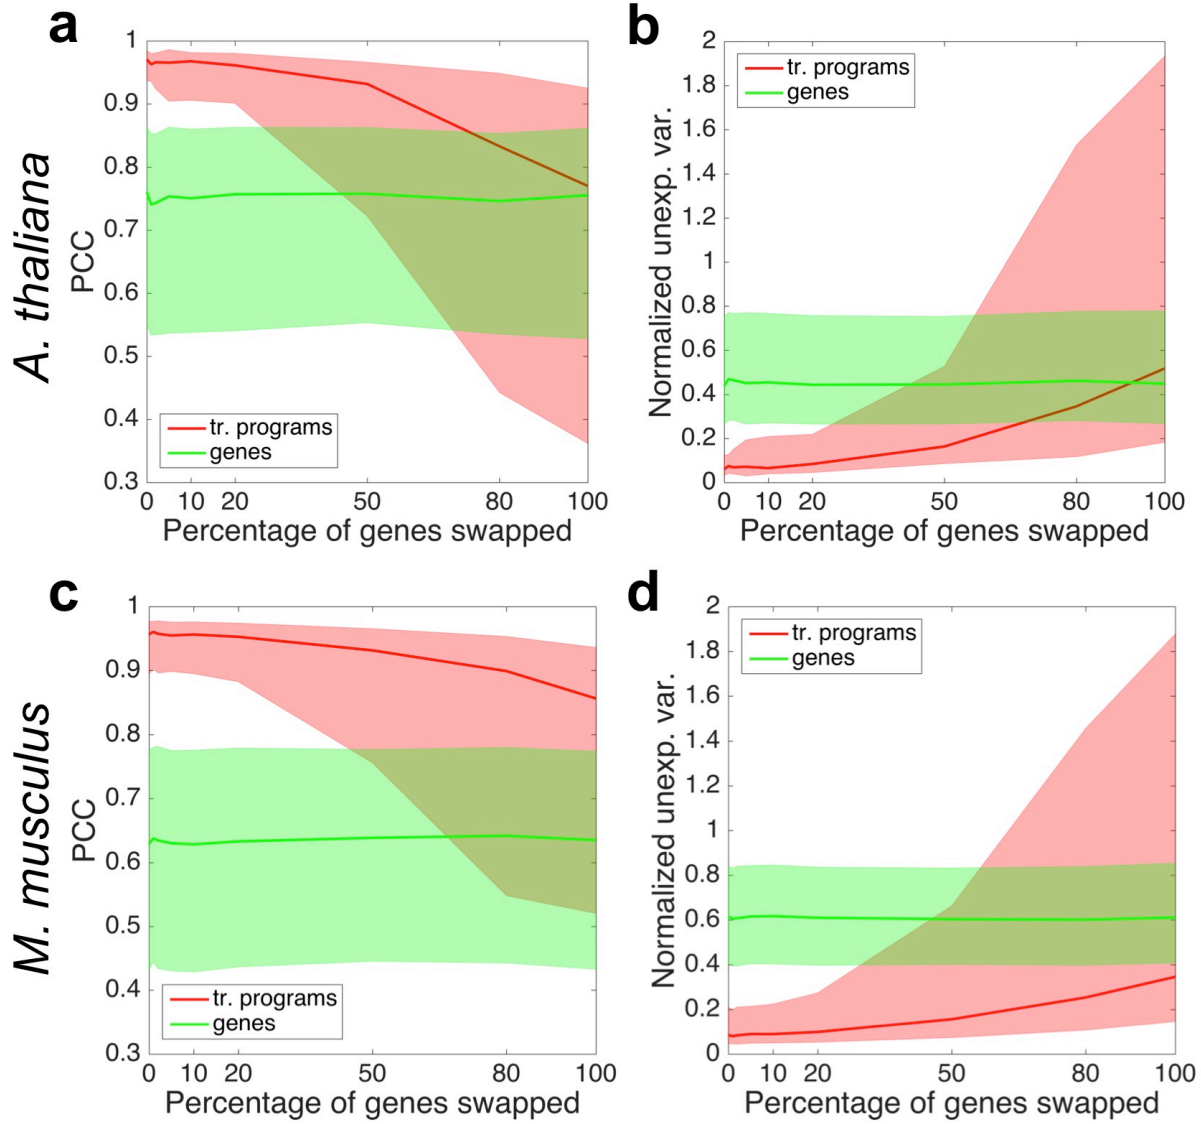 a
A. thaliana
PCC
1
0.9
0.8
0.7
0.6
0.5
0.4
0.3
tr. programs
genes
0 10 20 50 80 100
Percentage of genes swapped
b
Normalized unexp. var.
2
1.8
1.6
1.4
1.2
1
0.8
0.6
0.4
0.2
0
tr. programs
genes
0 10 20 50 80 100
Percentage of genes swapped
c
M. musculus
PCC
1
0.9
0.8
0.7
0.6
0.5
0.4
0.3
tr. programs
genes
0 10 20 50 80 100
Percentage of genes swapped
d
Normalized unexp. var.
2
1.8
1.6
1.4
1.2
1
0.8
0.6
0.4
0.2
0
tr. programs
genes
0 10 20 50 80 100
Percentage of genes swapped